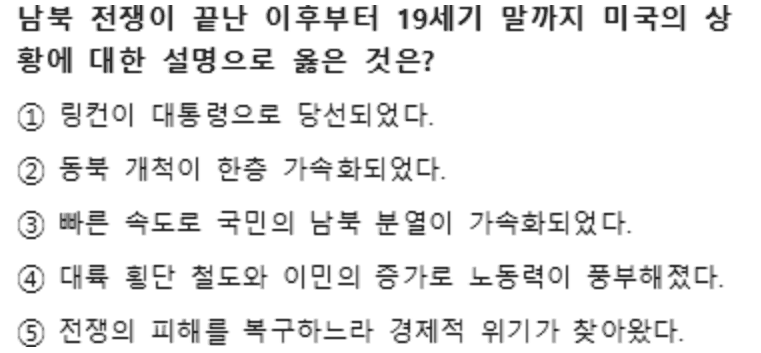 남북 전쟁이 끝난 이후부터 19세기 말까지 미국의 상
황에 대한 설명으로 옳은 것은?
① 링컨이 대통령으로 당선되었다.
② 동북 개척이 한층 가속화되었다.
③ 빠른 속도로 국민의 남북 분열이 가속화되었다.
④ 대륙 횡단 철도와 이민의 증가로 노동력이 풍부해졌다.
⑤ 전쟁의 피해를 복구하느라 경제적 위기가 찾아왔다.